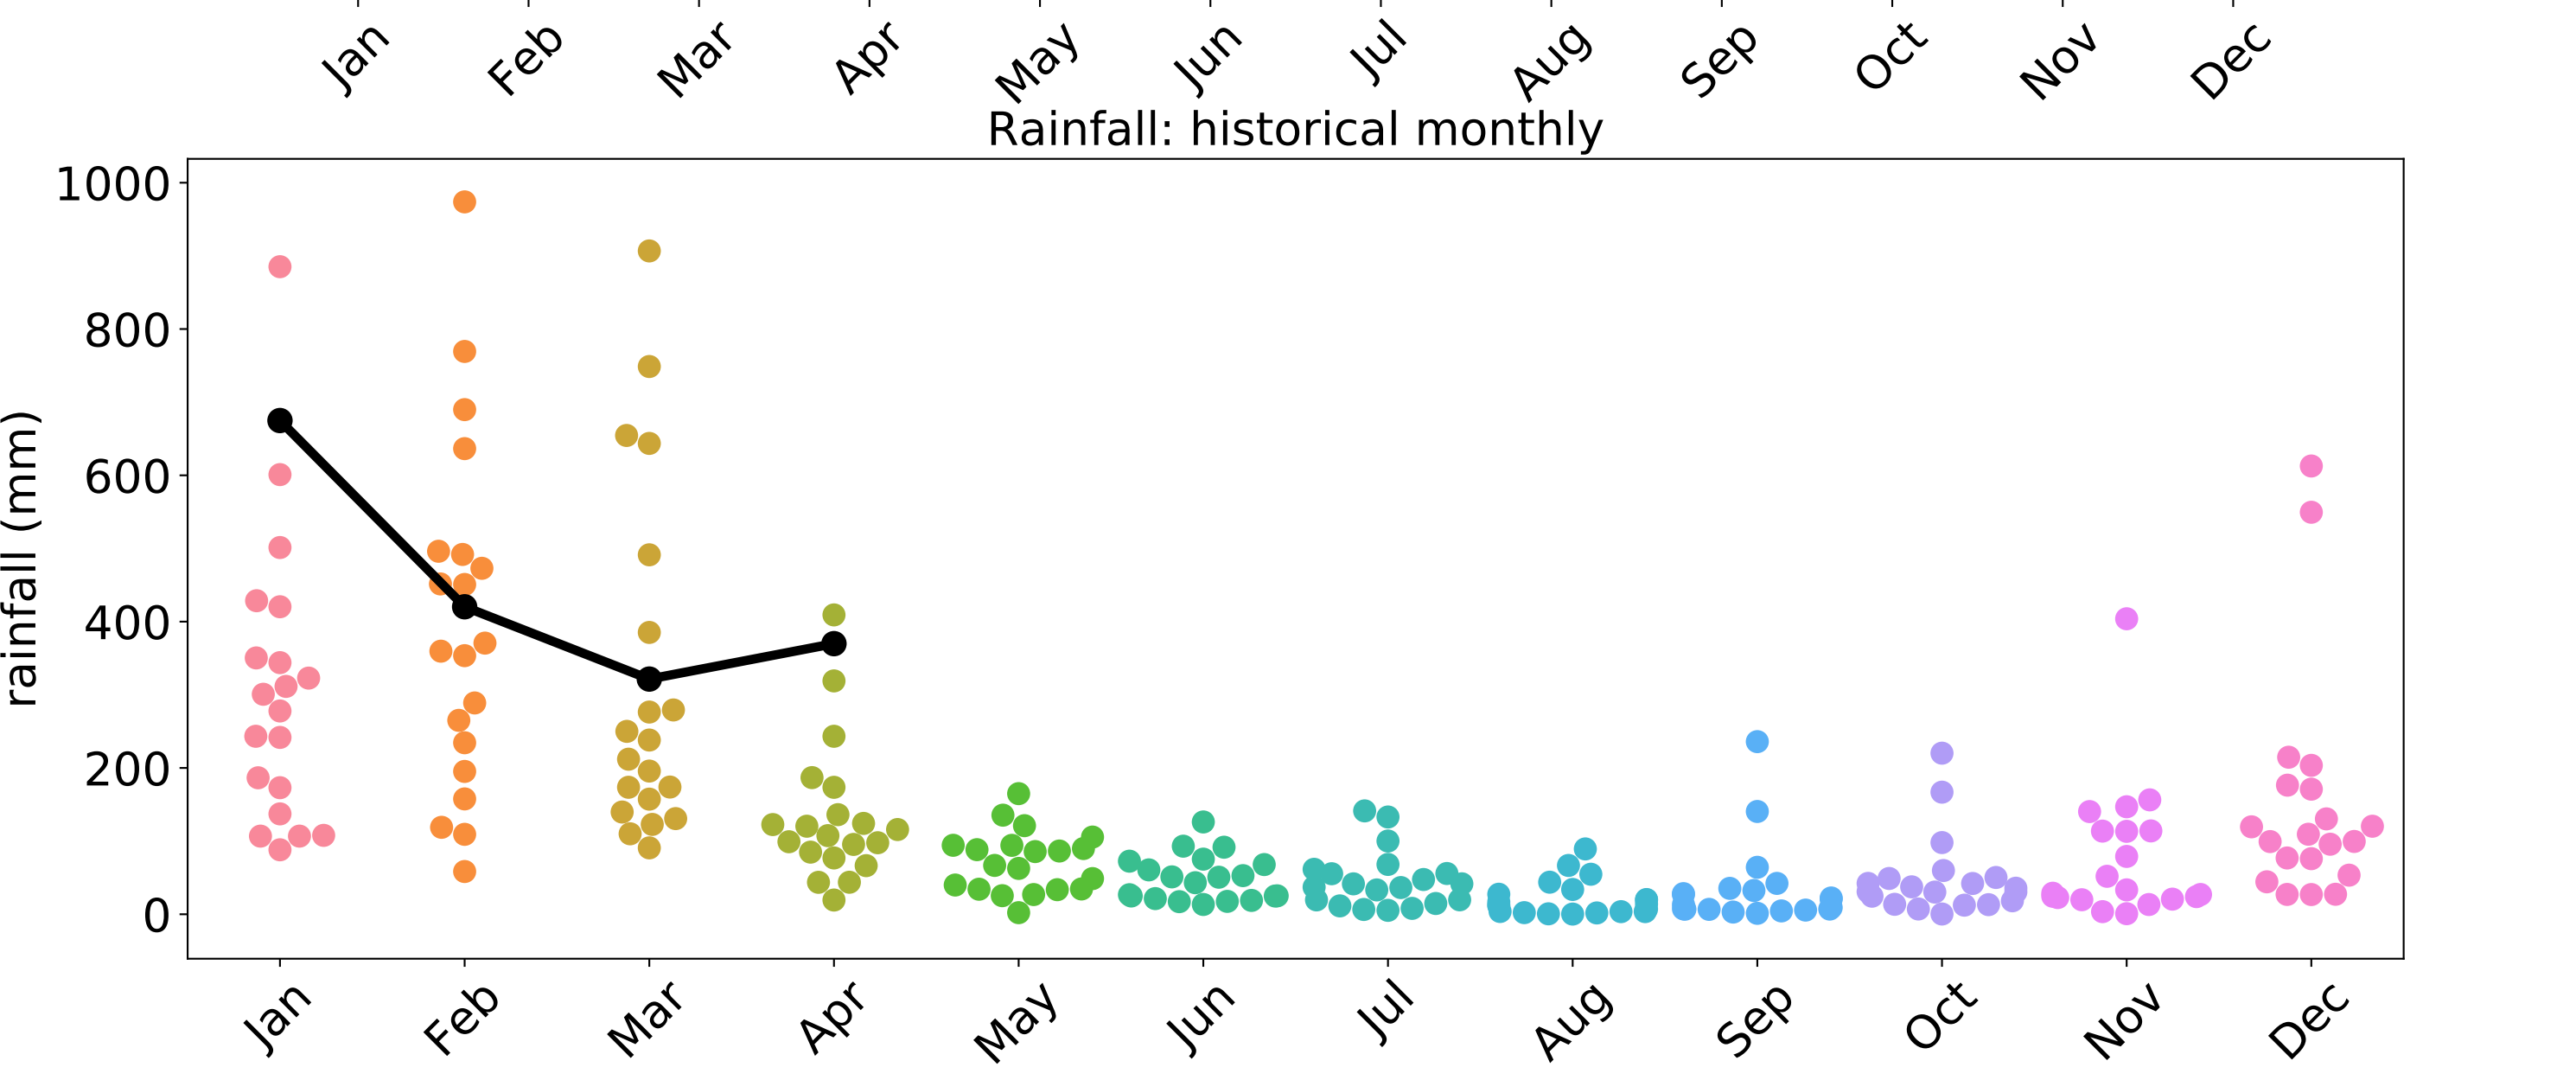 Jan Feb Mar Apr May Jun Jul Aug Sep Oct Nov Dec
Rainfall: historical monthly
rainfall (mm)
1000
800
600
400
200
0
Jan Feb Mar Apr May Jun Jul Aug Sep Oct Nov Dec